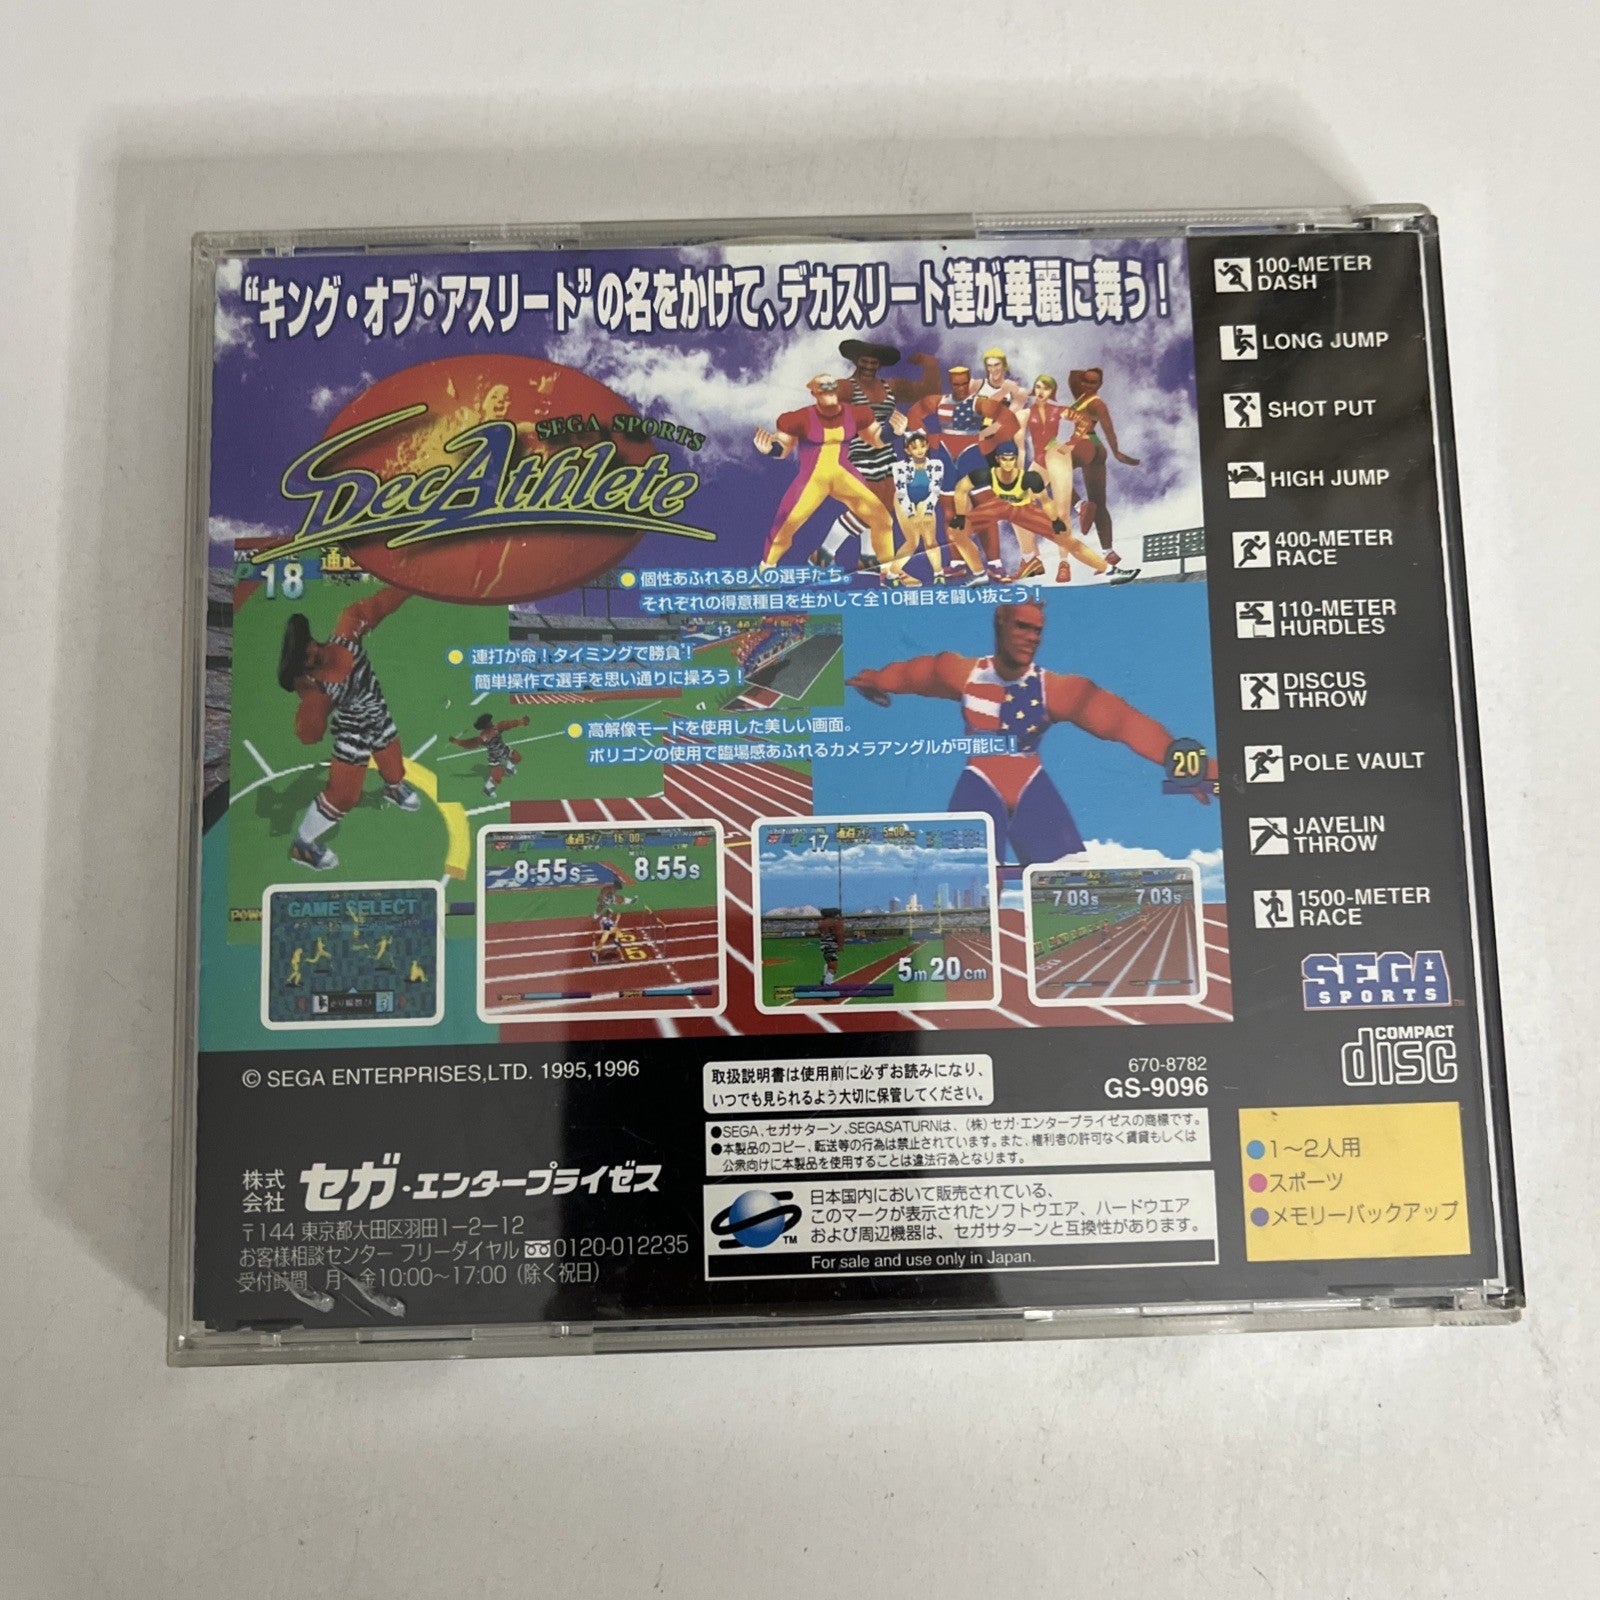 “キング・オブ・アスリート”の名をかけて、デカスリート達が華麗に舞う！
SEGA SPORTS
DecAthlete
●個性あふれる8人の選手たち。
それぞれの得意種目を生かして全10種目を闘い抜こう！
●連打が命！タイミングで勝負！
簡単操作で選手を思い通りに操ろう！
●高解像モードを使用した美しい画面。
ポリゴンの使用で臨場感あふれるカメラアングルが可能に！
18
13
20
GAME SELECT
8.55s 8.55s
17
5m20cm
7.03s 7.03s
100-METER
DASH
LONG JUMP
SHOT PUT
HIGH JUMP
400-METER
RACE
110-METER
HURDLES
DISCUS
THROW
POLE VAULT
JAVELIN
THROW
1500-METER
RACE
SEGA
SPORTS
COMPACT
disc
© SEGA ENTERPRISES,LTD. 1995,1996
株式会社 セガ・エンタープライゼス
〒144 東京都大田区羽田1-2-12
お客様相談センター フリーダイヤル 0120-012235
受付時間 月～金10:00～17:00（除く祝日）
取扱説明書は使用前に必ずお読みになり、
いつでも見られるよう大切に保管してください。
670-8782
GS-9096
●SEGA、セガサターン、SEGASATURNは、（株）セガ・エンタープライゼスの商標です。
●本製品のコピー、転送等の行為は禁止されています。また、権利者の許可なく賃貸もしくは
公衆向けに本製品を使用することは違法行為となります。
日本国内において販売されている、
このマークが表示されたソフトウエア、ハードウエア
および周辺機器は、セガサターンと互換性があります。
TM
For sale and use only in Japan.
●1～2人用
●スポーツ
●メモリーバックアップ